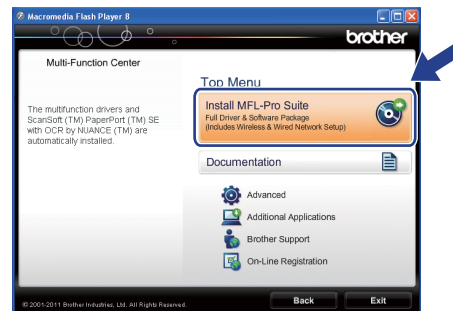 Macromedia Flash Player 8
brother
Multi-Function Center
Top Menu
The multifunction drivers and
ScanSoft (TM) PaperPort (TM) SE
with OCR by NUANCE (TM) are
automatically installed.
Install MFL-Pro Suite
Full Driver & Software Package
(Includes Wireless & Wired Network Setup)
Documentation
Advanced
Additional Applications
Brother Support
On-Line Registration
© 2001-2011 Brother Industries, Ltd. All Rights Reserved.
Back
Exit